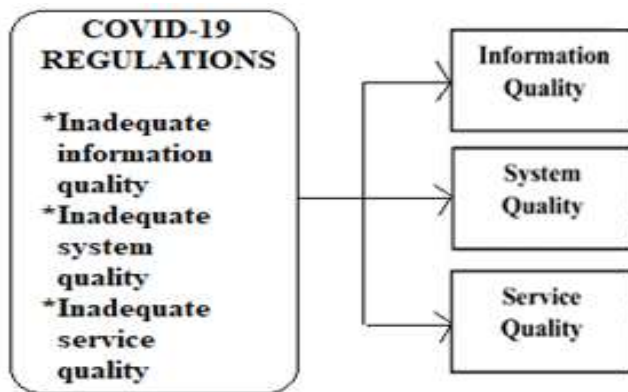 COVID-19
REGULATIONS
*Inadequate
information
quality
*Inadequate
system
quality
*Inadequate
service
quality
Information
Quality
System
Quality
Service
Quality